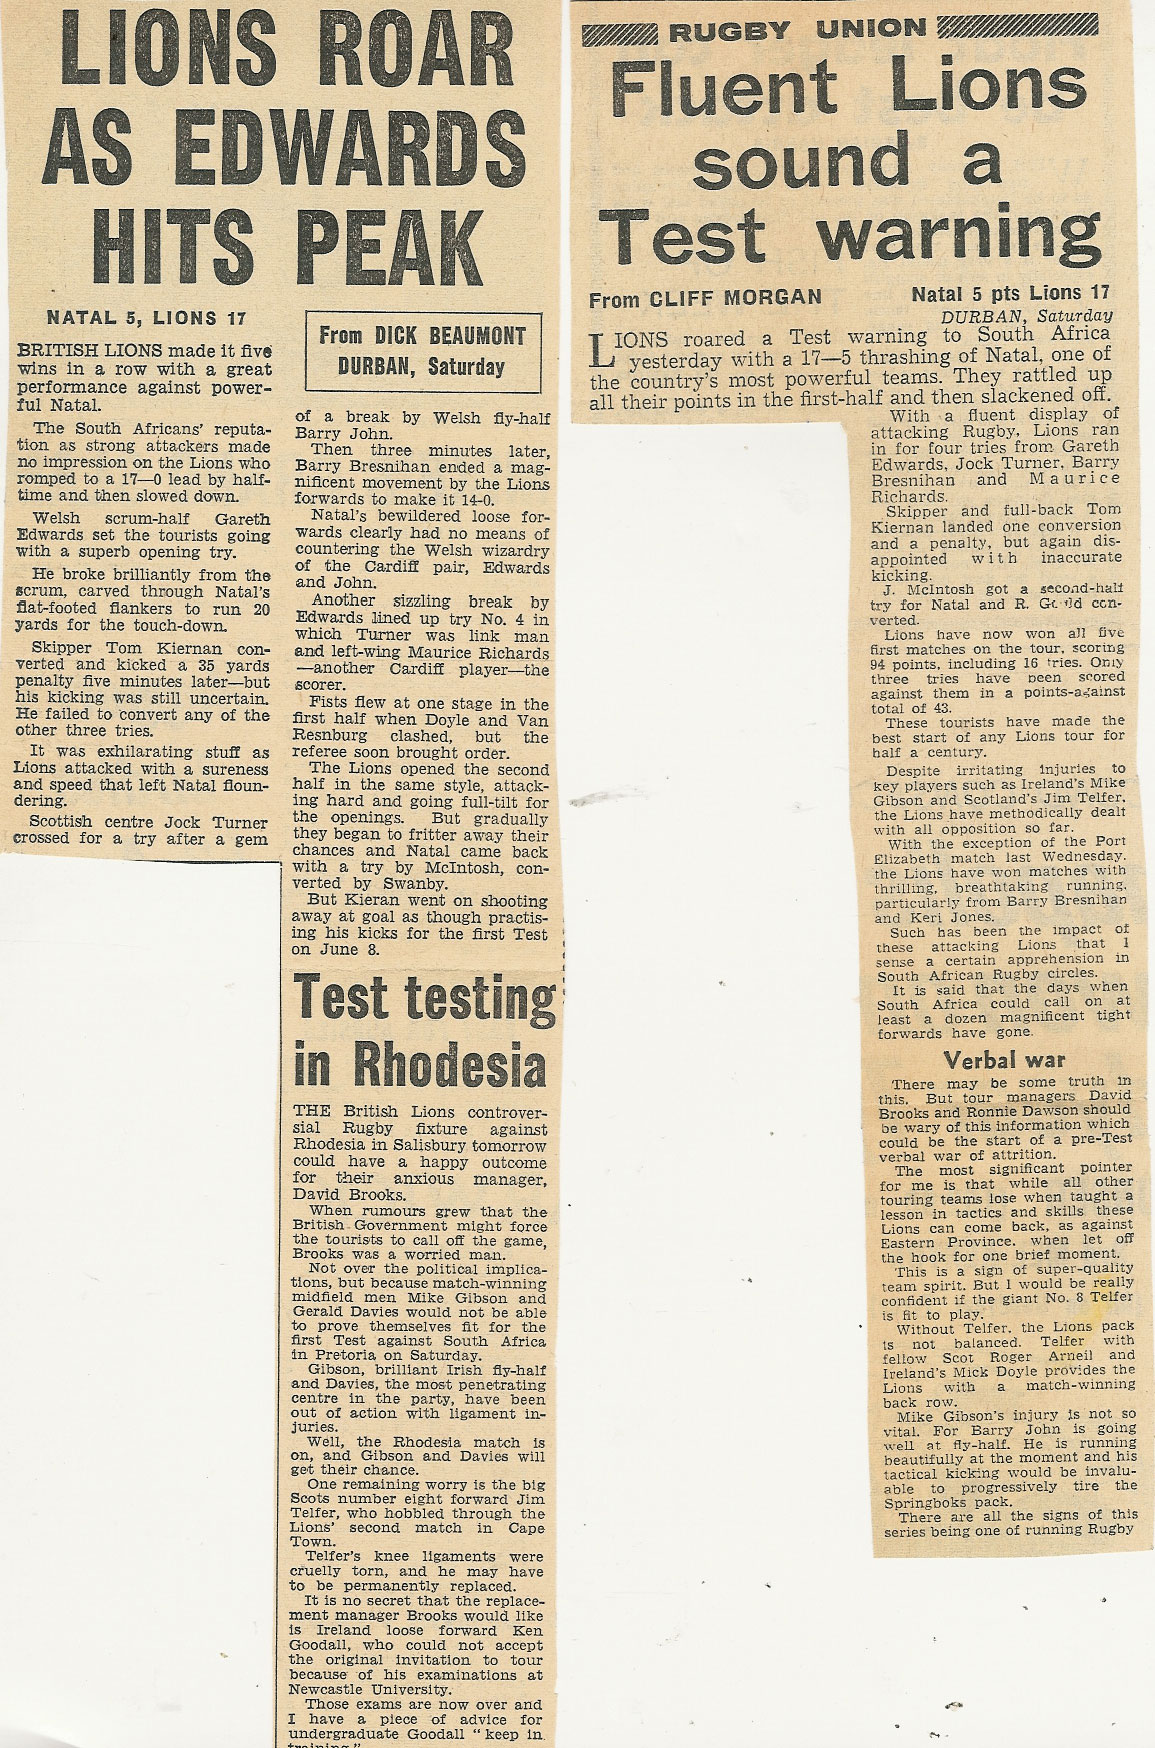 LIONS ROAR
AS EDWARDS
HITS PEAK
NATAL 5, LIONS 17
BRITISH LIONS made it five
wins in a row with a great
performance against power-
ful Natal.
The South Africans' reputa-
tion as strong attackers made
no impression on the Lions who
romped to a 17—0 lead by half-
time and then slowed down.
Welsh scrum-half Gareth
Edwards set the tourists going
with a superb opening try.
He broke brilliantly from the
scrum, carved through Natal's
flat-footed flankers to run 20
yards for the touch-down.
Skipper Tom Kiernan con-
verted and kicked a 35 yards
penalty five minutes later—but
his kicking was still uncertain.
He failed to convert any of the
other three tries.
It was exhilarating stuff as
Lions attacked with a sureness
and speed that left Natal floun-
dering.
Scottish centre Jock Turner
crossed for a try after a gem
From DICK BEAUMONT
DURBAN, Saturday
of a break by Welsh fly-half
Barry John.
Then three minutes later,
Barry Bresnihan ended a mag-
nificent movement by the Lions
forwards to make it 14-0.
Natal's bewildered loose for-
wards clearly had no means of
countering the Welsh wizardry
of the Cardiff pair, Edwards
and John.
Another sizzling break by
Edwards lined up try No. 4 in
which Turner was link man
and left-wing Maurice Richards
—another Cardiff player—the
scorer.
Fists flew at one stage in the
first half when Doyle and Van
Resnburg clashed, but the
referee soon brought order.
The Lions opened the second
half in the same style, attack-
ing hard and going full-tilt for
the openings. But gradually
they began to fritter away their
chances and Natal came back
with a try by McIntosh, con-
verted by Swanby.
But Kieran went on shooting
away at goal as though practis-
ing his kicks for the first Test
on June 8.
Test testing
in Rhodesia
THE British Lions controver-
sial Rugby fixture against
Rhodesia in Salisbury tomorrow
could have a happy outcome
for their anxious manager,
David Brooks.
When rumours grew that the
British Government might force
the tourists to call off the game,
Brooks was a worried man.
Not over the political implica-
tions, but because match-winning
midfield men Mike Gibson and
Gerald Davies would not be able
to prove themselves fit for the
first Test against South Africa
in Pretoria on Saturday.
Gibson, brilliant Irish fly-half
and Davies, the most penetrating
centre in the party, have been
out of action with ligament in-
juries.
Well, the Rhodesia match is
on, and Gibson and Davies will
get their chance.
One remaining worry is the big
Scots number eight forward Jim
Telfer, who hobbled through the
Lions' second match in Cape
Town.
Telfer's knee ligaments were
cruelly torn, and he may have
to be permanently replaced.
It is no secret that the replace-
ment manager Brooks would like
is Ireland loose forward Ken
Goodall, who could not accept
the original invitation to tour
because of his examinations at
Newcastle University.
Those exams are now over and
I have a piece of advice for
undergraduate Goodall "keep in
RUGBY UNION
Fluent Lions
sound a
Test warning
From CLIFF MORGAN
Natal 5 pts Lions 17
DURBAN, Saturday
LIONS roared a Test warning to South Africa
yesterday with a 17—5 thrashing of Natal, one of
the country's most powerful teams. They rattled up
all their points in the first-half and then slackened off.
With a fluent display of
attacking Rugby, Lions ran
in for four tries from Gareth
Edwards, Jock Turner, Barry
Bresnihan and Maurice
Richards.
Skipper and full-back Tom
Kiernan landed one conversion
and a penalty, but again dis-
appointed with inaccurate
kicking.
J. McIntosh got a second-half
try for Natal and R. con-
verted.
Lions have now won all five
first matches on the tour, scoring
94 points, including 16 tries. Only
three tries have been scored
against them in a points-against
total of 43.
These tourists have made the
best start of any Lions tour for
half a century.
Despite irritating injuries to
key players such as Ireland's Mike
Gibson and Scotland's Jim Telfer,
the Lions have methodically dealt
with all opposition so far.
With the exception of the Port
Elizabeth match last Wednesday,
the Lions have won matches with
thrilling, breathtaking running,
particularly from Barry Bresnihan
and Keri Jones.
Such has been the impact of
these attacking Lions that I
sense a certain apprehension in
South African Rugby circles.
It is said that the days when
South Africa could call on at
least a dozen magnificent tight
forwards have gone.
Verbal war
There may be some truth in
this. But tour managers David
Brooks and Ronnie Dawson should
be wary of this information which
could be the start of a pre-Test
verbal war of attrition.
The most significant pointer
for me is that while all other
touring teams lose when taught a
lesson in tactics and skills these
Lions can come back, as against
Eastern Province, when let off
the hook for one brief moment.
This is a sign of super-quality
team spirit. But I would be really
confident if the giant No. 8 Telfer
is fit to play.
Without Telfer, the Lions pack
is not balanced. Telfer with
fellow Scot Roger Arneil and
Ireland's Mick Doyle provides the
Lions with a match-winning
back row.
Mike Gibson's injury is not so
vital. For Barry John is going
well at fly-half. He is running
beautifully at the moment and his
tactical kicking would be invalu-
able to progressively tire the
Springboks pack.
There are all the signs of this
series being one of running Rugby